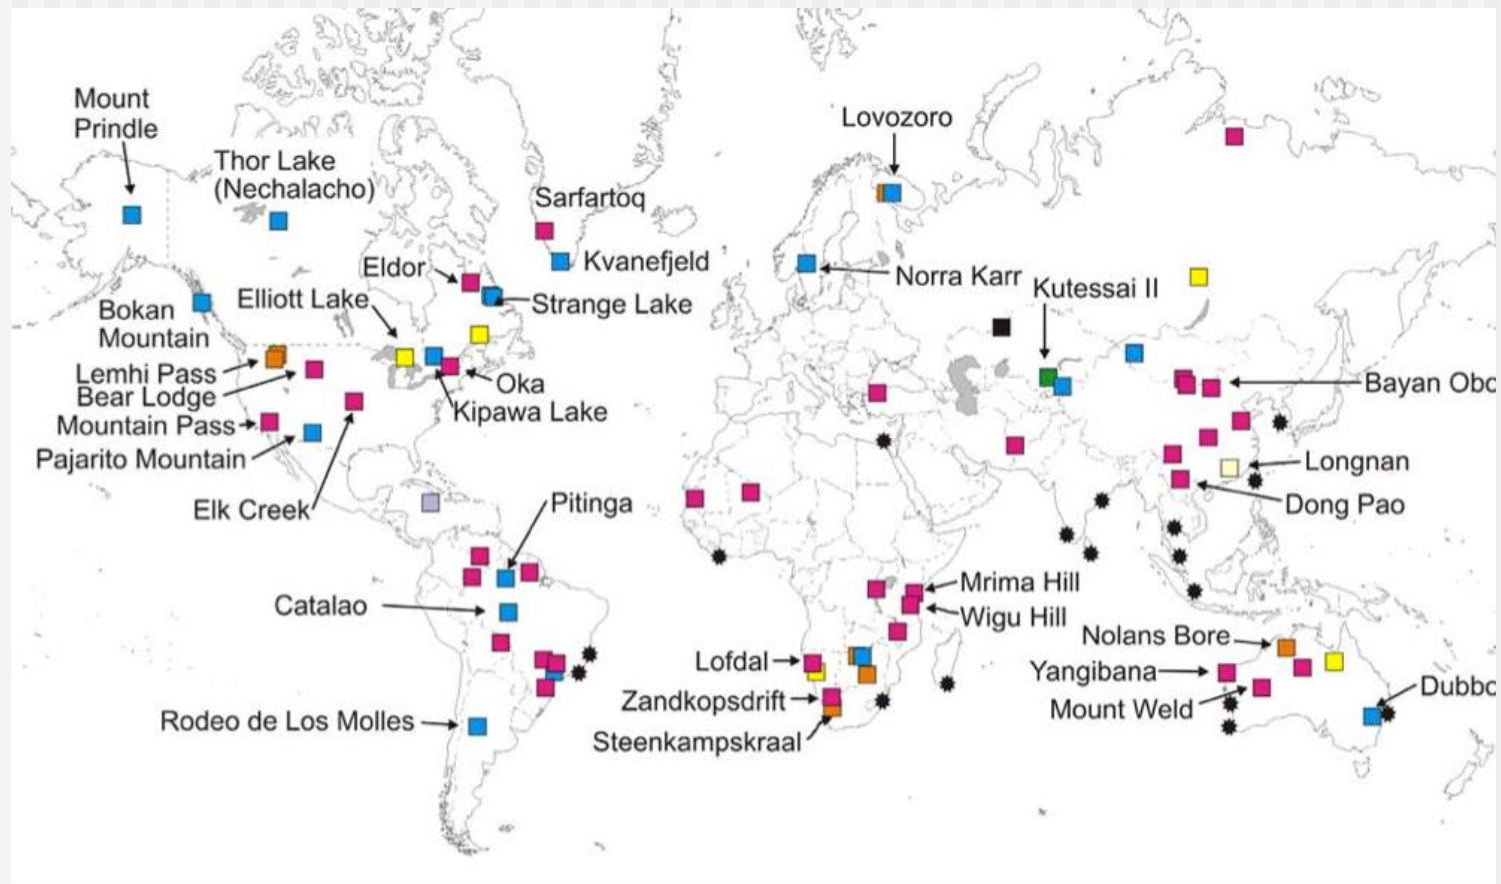 Mount
Prindle
Thor Lake
(Nechalacho)
Lovozoro
Sarfartoq
Kvanefjeld
Eldor
Norra Karr
Kutessai II
Elliott Lake
Strange Lake
Bokan
Mountain
Lemhi Pass
Bear Lodge
Oka
Bayan Obo
Kipawa Lake
Mountain Pass
Pajarito Mountain
Longnan
Elk Creek
Pitinga
Dong Pao
Catalao
Mrima Hill
Wigu Hill
Nolans Bore
Lofdal
Yangibana
Dubbo
Zandkopsdrift
Mount Weld
Rodeo de Los Molles
Steenkampskraal